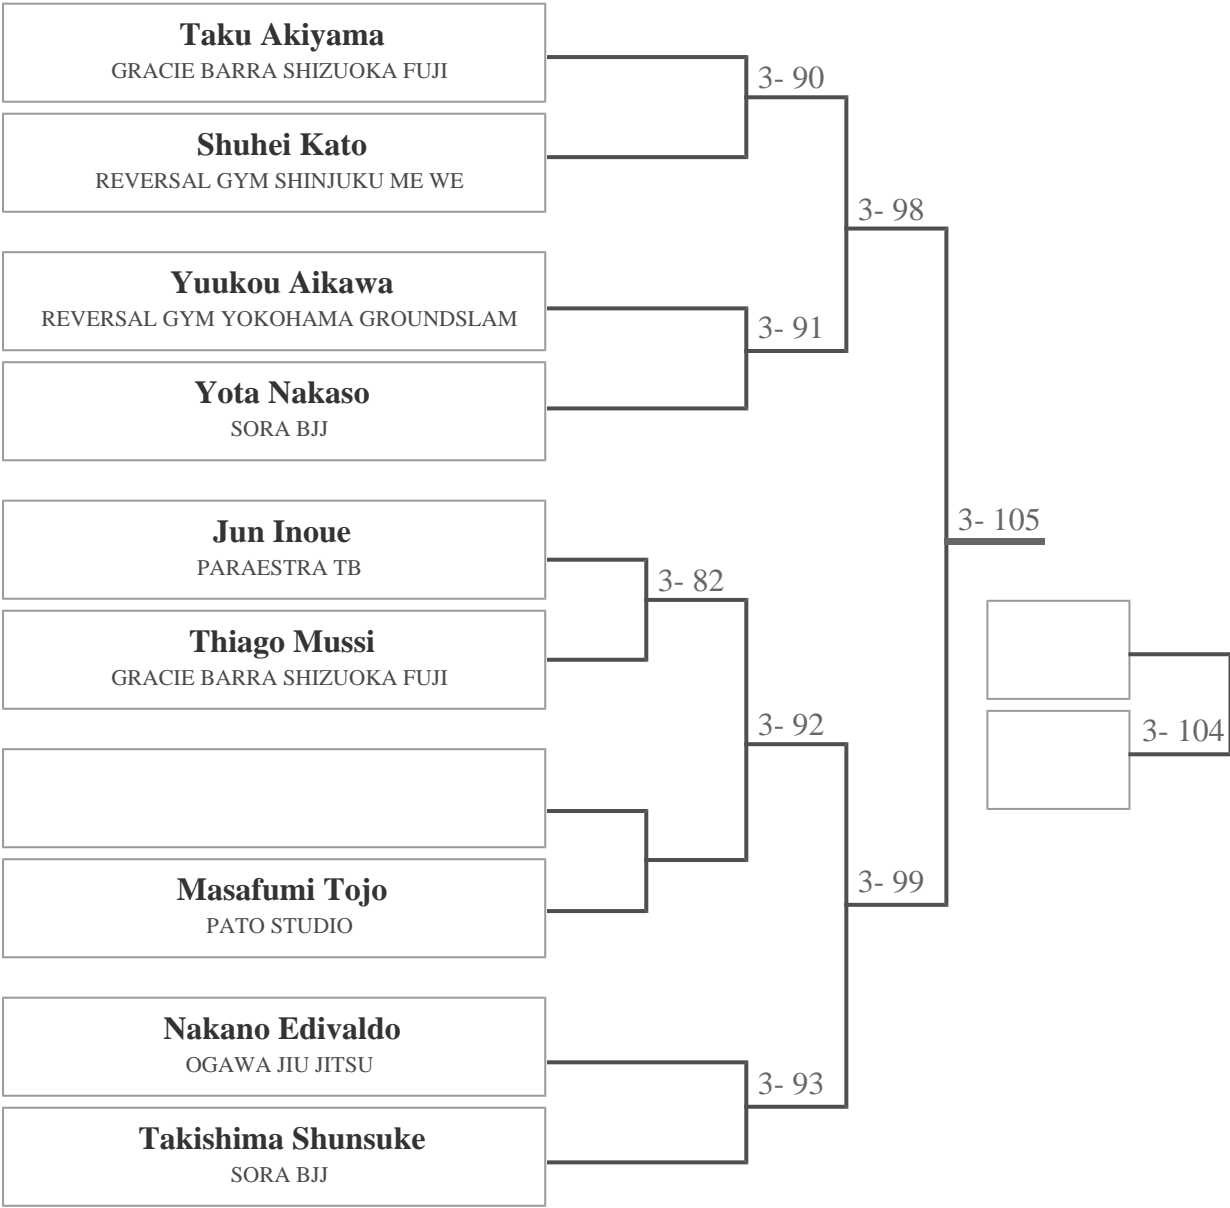 Taku Akiyama
GRACIE BARRA SHIZUOKA FUJI
3- 90
Shuhei Kato
REVERSAL GYM SHINJUKU ME WE
3- 98
Yuukou Aikawa
REVERSAL GYM YOKOHAMA GROUNDSLAM
3- 91
Yota Nakaso
SORA BJJ
3- 105
Jun Inoue
PARAESTRA TB
3- 82
Thiago Mussi
GRACIE BARRA SHIZUOKA FUJI
3- 92
3- 104
Masafumi Tojo
PATO STUDIO
3- 99
Nakano Edivaldo
OGAWA JIU JITSU
3- 93
Takishima Shunsuke
SORA BJJ